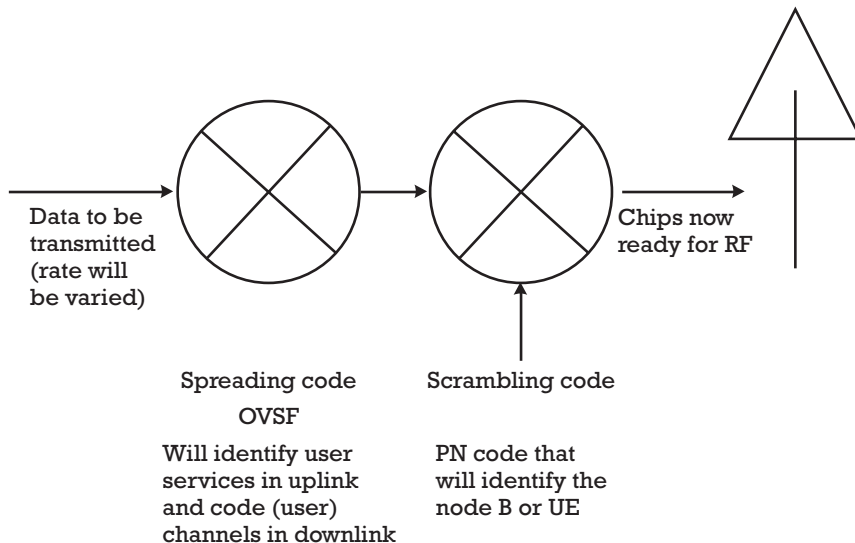 Data to be
transmitted
(rate will
be varied)
Chips now
ready for RF
Spreading code
OVSF
Will identify user
services in uplink
and code (user)
channels in downlink
Scrambling code
PN code that
will identify the
node B or UE